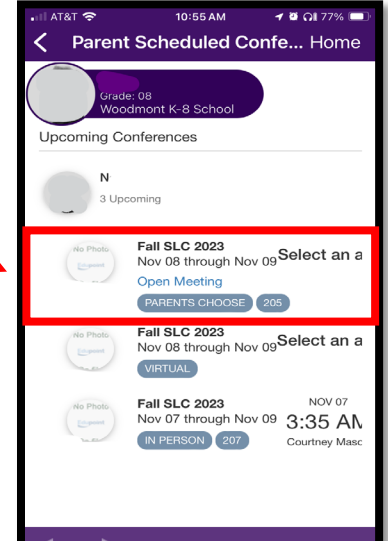 AT&T 10:55 AM 77%
Parent Scheduled Confe... Home
Grade: 08
Woodmont K-8 School
Upcoming Conferences
N
3 Upcoming
No Photo
Fall SLC 2023
Nov 08 through Nov 09 Select an a
Open Meeting
PARENTS CHOOSE 205
No Photo
Fall SLC 2023
Nov 08 through Nov 09 Select an a
VIRTUAL
No Photo
Fall SLC 2023 NOV 07
Nov 07 through Nov 09 3:35 AM
IN PERSON 207 Courtney Masc